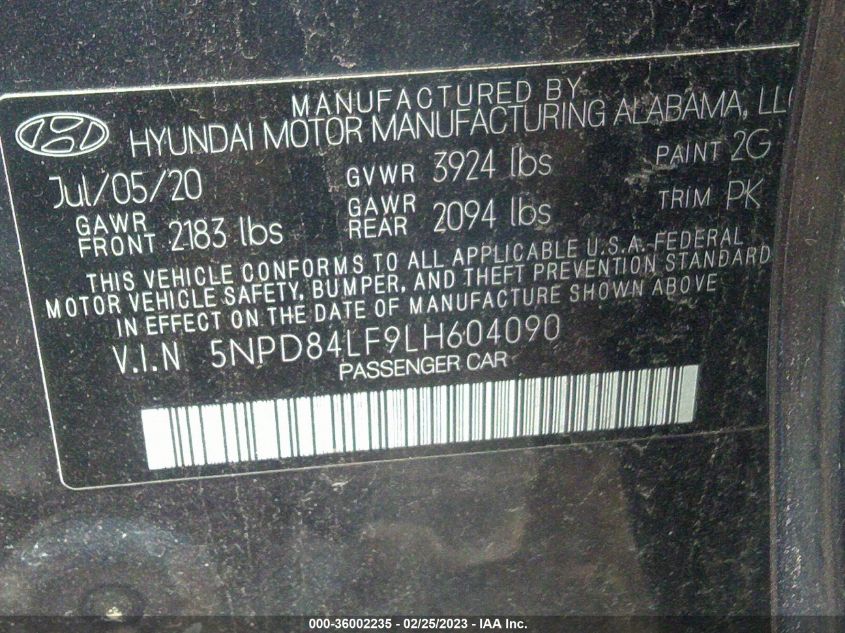 MANUFACTURED BY
HYUNDAI MOTOR MANUFACTURING ALABAMA, LLC
Jul/05/20 GVWR 3924 lbs PAINT 2G
GAWR FRONT 2183 lbs GAWR REAR 2094 lbs TRIM PK
THIS VEHICLE CONFORMS TO ALL APPLICABLE U.S.A. FEDERAL
MOTOR VEHICLE SAFETY, BUMPER, AND THEFT PREVENTION STANDARD
IN EFFECT ON THE DATE OF MANUFACTURE SHOWN ABOVE
V.I.N 5NPD84LF9LH604090
PASSENGER CAR
000-36002235 - 02/25/2023 - IAA Inc.